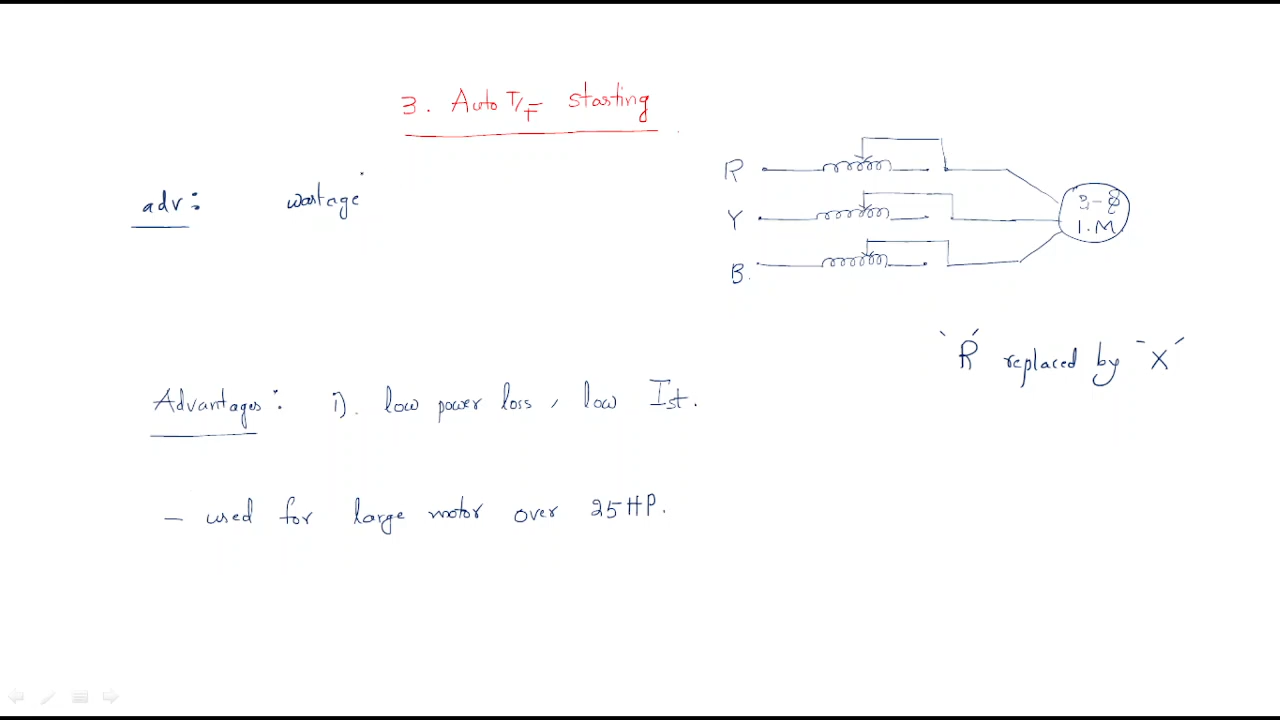 3. Auto T/F starting
adv: wastage
R
Y
B.
3-ϕ
I.M
'R' replaced by 'X'
Advantages: i). low power loss, low Ist.
- used for large motor over 25HP.